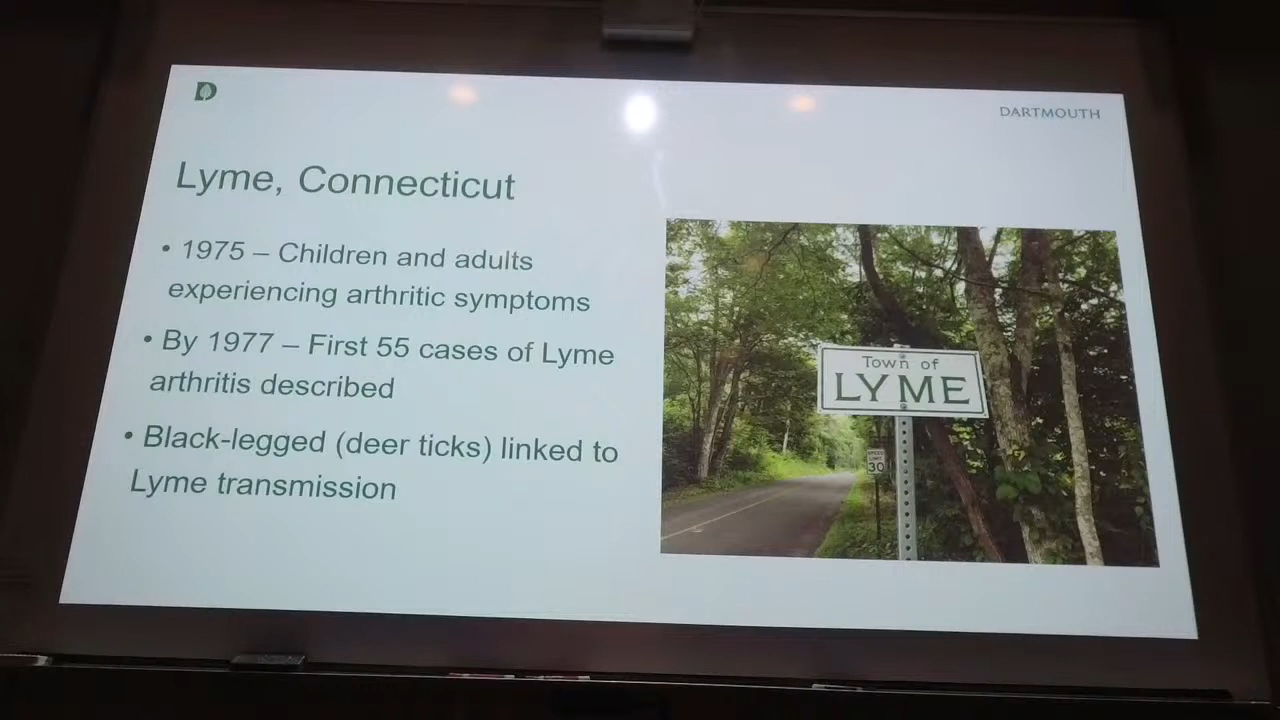 D
DARTMOUTH
Lyme, Connecticut
• 1975 – Children and adults
experiencing arthritic symptoms
• By 1977 – First 55 cases of Lyme
arthritis described
• Black-legged (deer ticks) linked to
Lyme transmission
Town of
LYME
SPEED
LIMIT
30